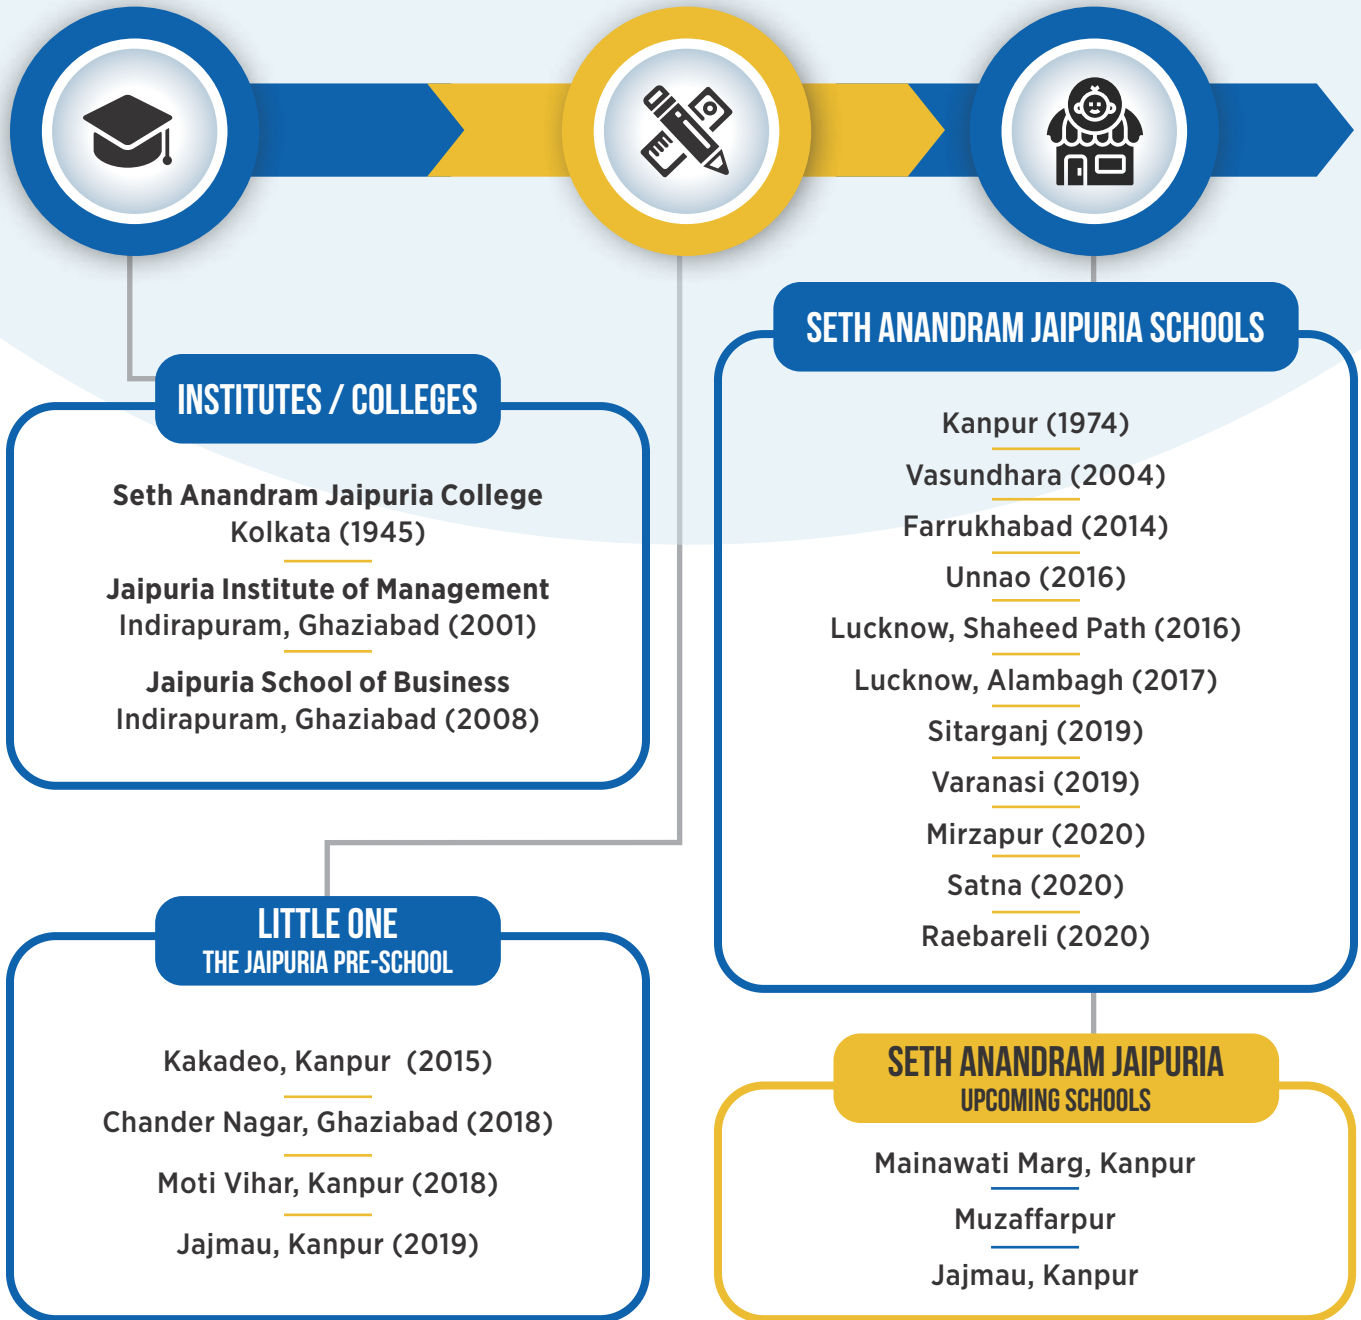 INSTITUTES / COLLEGES
Seth Anandram Jaipuria College
Kolkata (1945)
Jaipuria Institute of Management
Indirapuram, Ghaziabad (2001)
Jaipuria School of Business
Indirapuram, Ghaziabad (2008)
LITTLE ONE
THE JAIPURIA PRE-SCHOOL
Kakadeo, Kanpur (2015)
Chander Nagar, Ghaziabad (2018)
Moti Vihar, Kanpur (2018)
Jajmau, Kanpur (2019)
SETH ANANDRAM JAIPURIA SCHOOLS
Kanpur (1974)
Vasundhara (2004)
Farrukhabad (2014)
Unnao (2016)
Lucknow, Shaheed Path (2016)
Lucknow, Alambagh (2017)
Sitarganj (2019)
Varanasi (2019)
Mirzapur (2020)
Satna (2020)
Raebareli (2020)
SETH ANANDRAM JAIPURIA
UPCOMING SCHOOLS
Mainawati Marg, Kanpur
Muzaffarpur
Jajmau, Kanpur